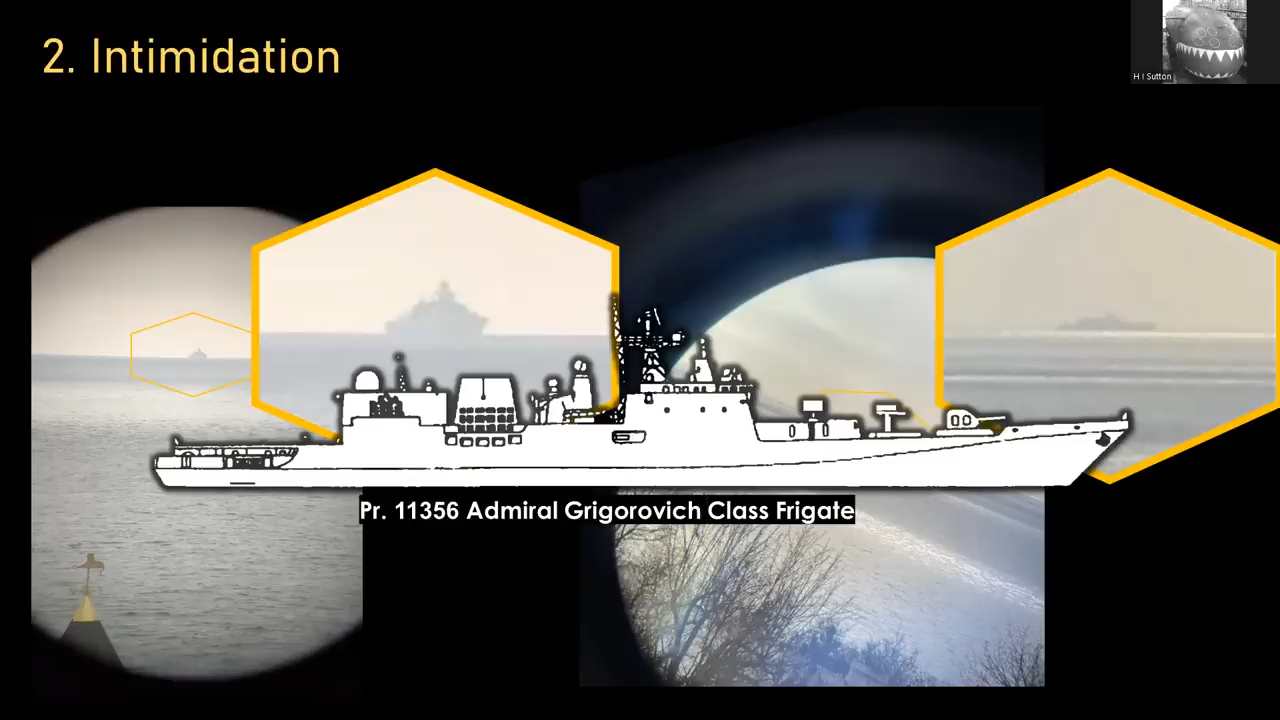 2. Intimidation
H I Sutton
Pr. 11356 Admiral Grigorovich Class Frigate